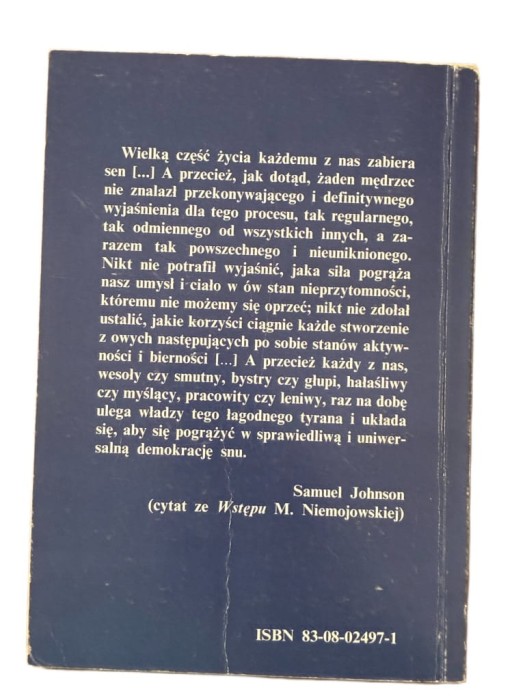 Wielką część życia każdemu z nas zabiera
sen [...] A przecież, jak dotąd, żaden mędrzec
nie znalazł przekonywającego i definitywnego
wyjaśnienia dla tego procesu, tak regularnego,
tak odmiennego od wszystkich innych, a za-
razem tak powszechnego i nieuniknionego.
Nikt nie potrafił wyjaśnić, jaka siła pogrąża
nasz umysł i ciało w ów stan nieprzytomności,
któremu nie możemy się oprzeć; nikt nie zdołał
ustalić, jakie korzyści ciągnie każde stworzenie
z owych następujących po sobie stanów aktyw-
ności i bierności [...] A przecież każdy z nas,
wesoły czy smutny, bystry czy głupi, hałaśliwy
czy myślący, pracowity czy leniwy, raz na dobę
ulega władzy tego łagodnego tyrana i układa
się, aby się pogrążyć w sprawiedliwą i uniwer-
salną demokrację snu.
Samuel Johnson
(cytat ze Wstępu M. Niemojowskiej)
ISBN 83-08-02497-1